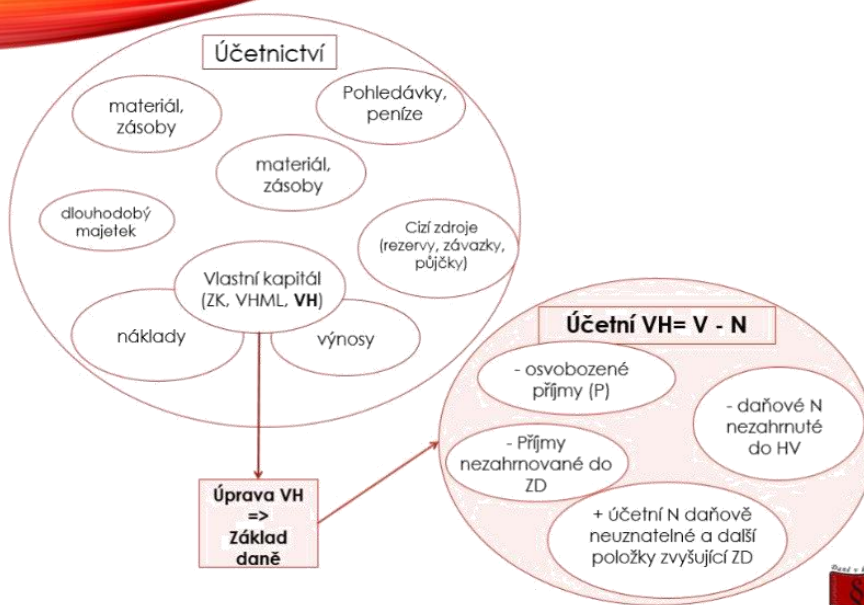 Účetnictví
materiál,
zásoby
Pohledávky,
peníze
materiál,
zásoby
dlouhodobý
majetek
Cizí zdroje
(rezervy, závazky,
půjčky)
Vlastní kapitál
(ZK, VHML, VH)
náklady
výnosy
Účetní VH= V - N
- osvobozené
příjmy (P)
- daňové N
nezahrnuté
do HV
- Příjmy
nezahrnované do
ZD
+ účetní N daňově
neuznatelné a další
položky zvyšující ZD
Úprava VH
=>
Základ
daně
§